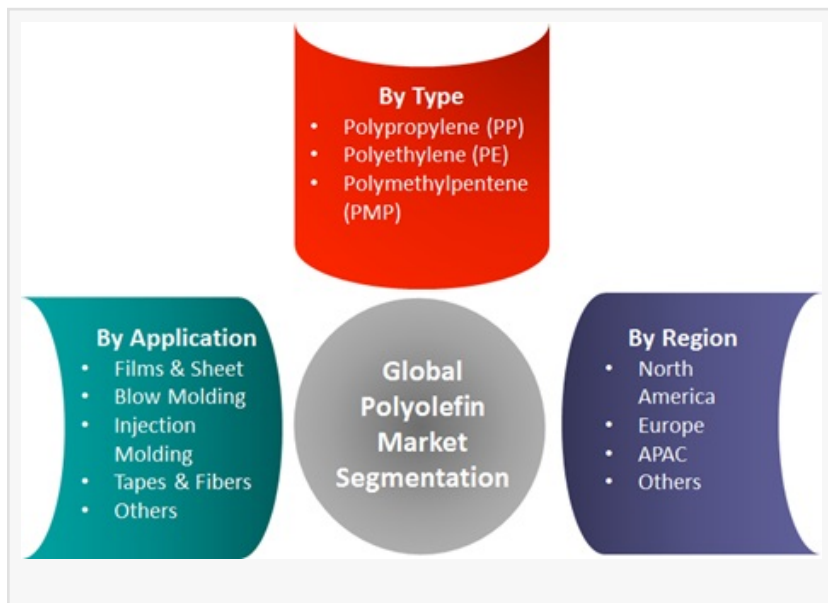 By Type
• Polypropylene (PP)
• Polyethylene (PE)
• Polymethylpentene
(PMP)
By Application
• Films & Sheet
• Blow Molding
• Injection
Molding
• Tapes & Fibers
• Others
Global
Polyolefin
Market
Segmentation
By Region
• North
America
• Europe
• APAC
• Others